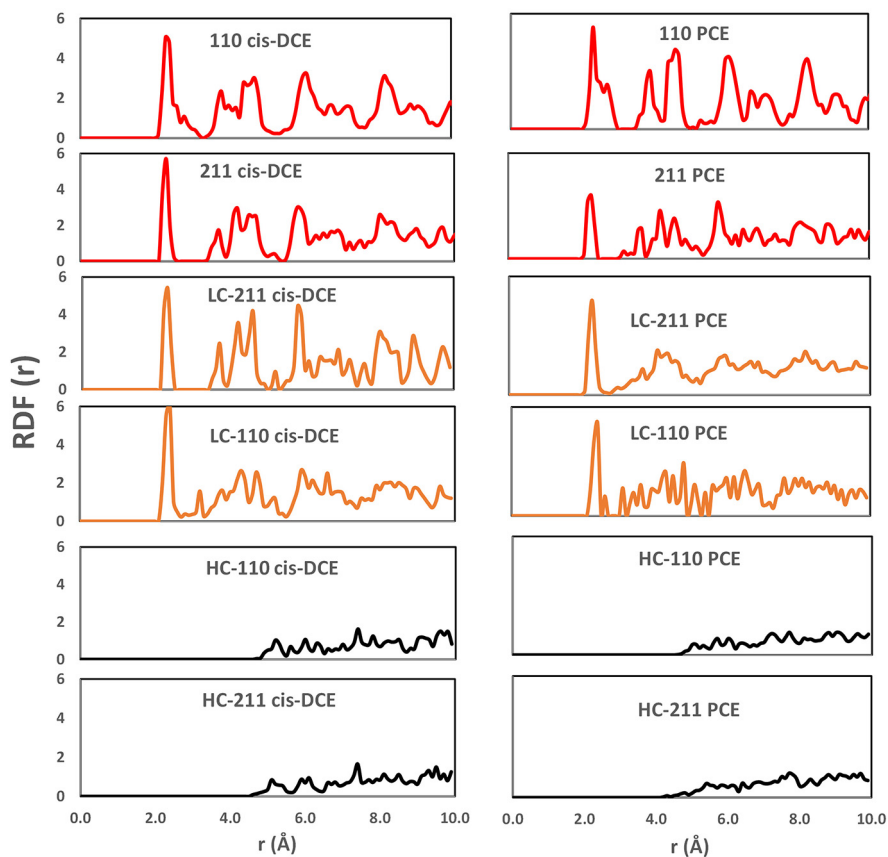 6
4
2
0
110 cis-DCE
110 PCE
6
4
2
0
211 cis-DCE
211 PCE
6
4
2
0
LC-211 cis-DCE
LC-211 PCE
RDF (r)
6
4
2
0
LC-110 cis-DCE
LC-110 PCE
6
4
2
0
HC-110 cis-DCE
HC-110 PCE
6
4
2
0
HC-211 cis-DCE
HC-211 PCE
0.0 2.0 4.0 6.0 8.0 10.0
0.0 2.0 4.0 6.0 8.0 10.0
r (Å)
r (Å)